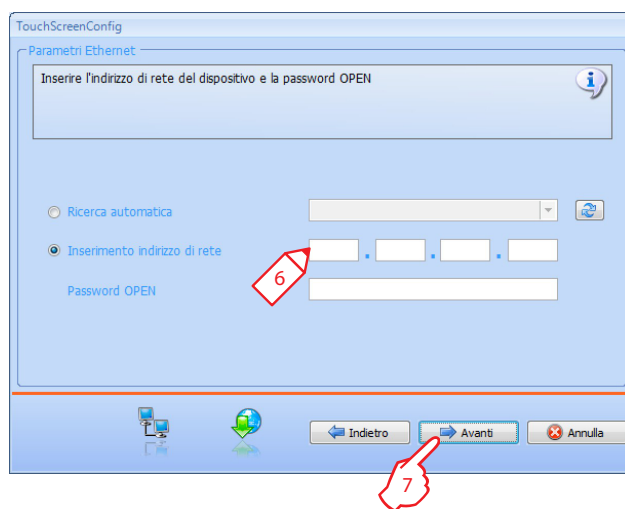 TouchScreenConfig
Parametri Ethernet
Inserire l'indirizzo di rete del dispositivo e la password OPEN
Ricerca automatica
Inserimento indirizzo di rete
. . .
6
Password OPEN
Indietro Avanti Annulla
7